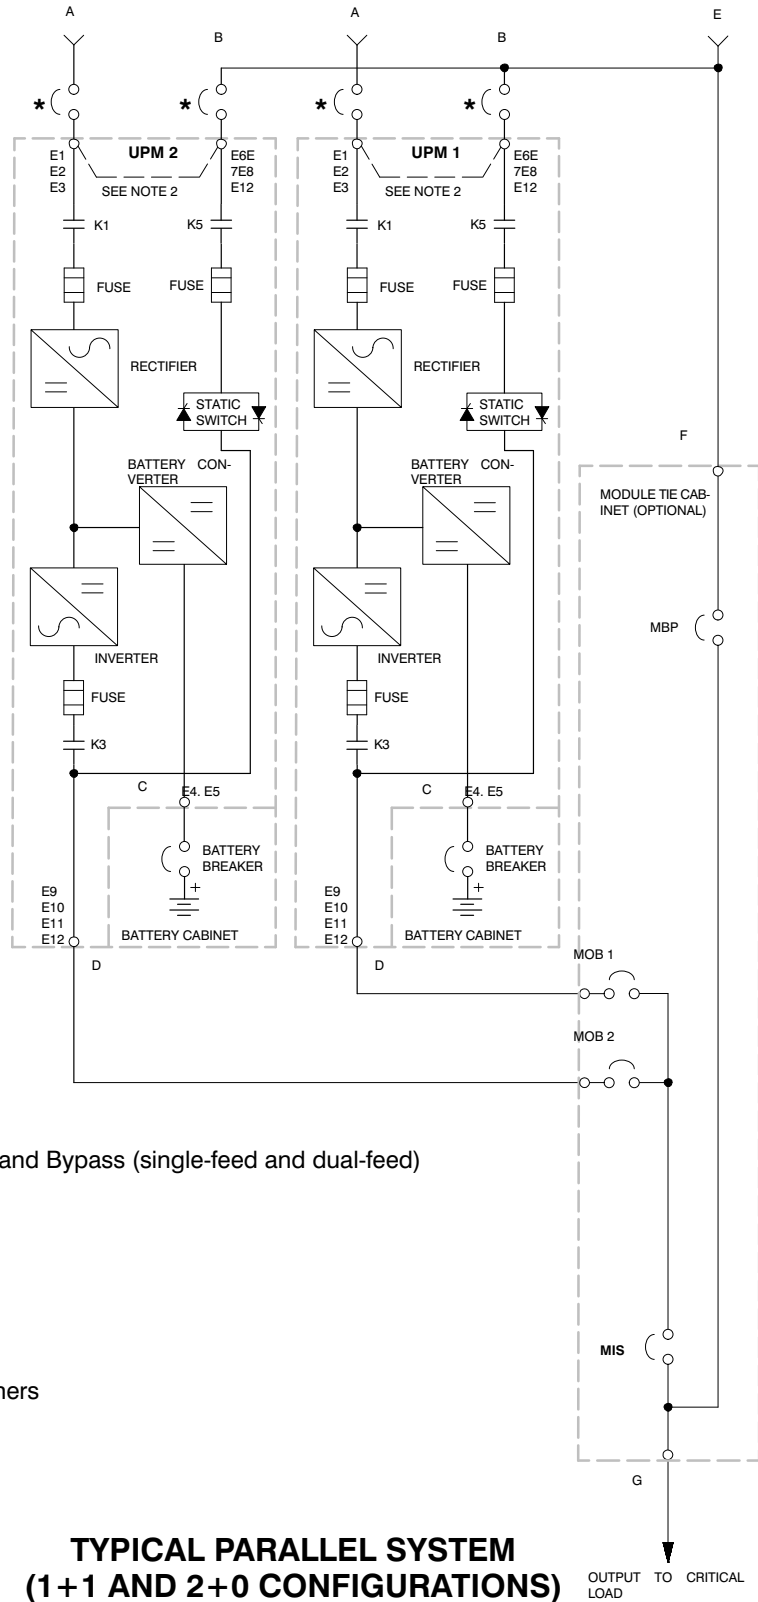 A
A
E
B
B
*
*
*
*
E1
E2
E3
UPM 2
E6E
7E8
E12
SEE NOTE 2
E1
E2
E3
UPM 1
E6E
7E8
E12
SEE NOTE 2
K1
K5
K1
K5
FUSE
FUSE
FUSE
FUSE
RECTIFIER
RECTIFIER
STATIC
SWITCH
STATIC
SWITCH
F
BATTERY CON-
VERTER
BATTERY CON-
VERTER
MODULE TIE CAB-
INET (OPTIONAL)
MBP
INVERTER
INVERTER
FUSE
FUSE
K3
K3
C
E4. E5
C
E4. E5
BATTERY
BREAKER
BATTERY
BREAKER
+
+
E9
E10
E11
E12
BATTERY CABINET
E9
E10
E11
E12
BATTERY CABINET
D
D
MOB 1
MOB 2
and Bypass (single-feed and dual-feed)
MIS
ners
G
TYPICAL PARALLEL SYSTEM
(1+1 AND 2+0 CONFIGURATIONS)
OUTPUT TO CRITICAL
LOAD